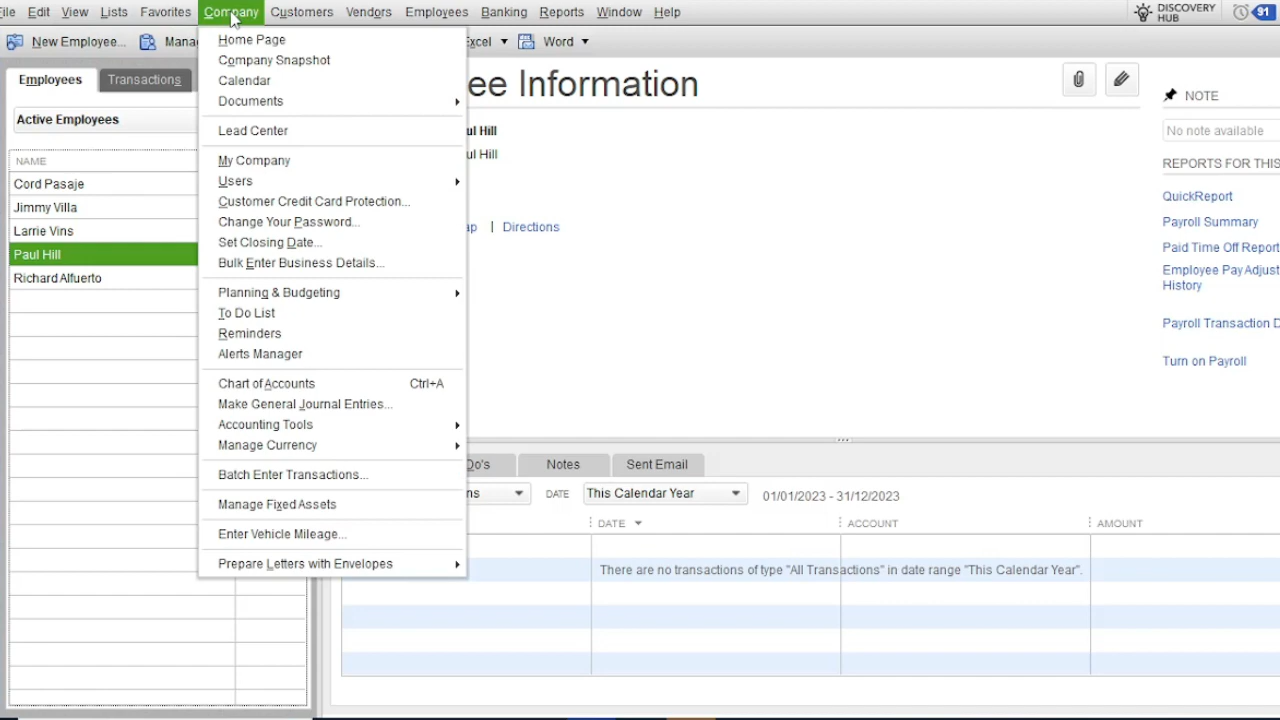 ile Edit View Lists Favorites Company Customers Vendors Employees Banking Reports Window Help
DISCOVERY
HUB
91
New Employee... Mana xcel Word
Employees Transactions
ee Information
NOTE
Active Employees
No note available
NAME
REPORTS FOR THIS
Cord Pasaje
Jimmy Villa
Larrie Vins
Paul Hill
Richard Alfuerto
Home Page
Company Snapshot
Calendar
Documents
Lead Center
My Company
Users
Customer Credit Card Protection...
Change Your Password...
Set Closing Date...
Bulk Enter Business Details...
Planning & Budgeting
To Do List
Reminders
Alerts Manager
Chart of Accounts Ctrl+A
Make General Journal Entries...
Accounting Tools
Manage Currency
Batch Enter Transactions...
Manage Fixed Assets
Enter Vehicle Mileage...
Prepare Letters with Envelopes
ul Hill
ul Hill
ap | Directions
QuickReport
Payroll Summary
Paid Time Off Report
Employee Pay Adjust
History
Payroll Transaction D
Turn on Payroll
Do's Notes Sent Email
ns DATE This Calendar Year 01/01/2023 - 31/12/2023
DATE ACCOUNT AMOUNT
There are no transactions of type "All Transactions" in date range "This Calendar Year".